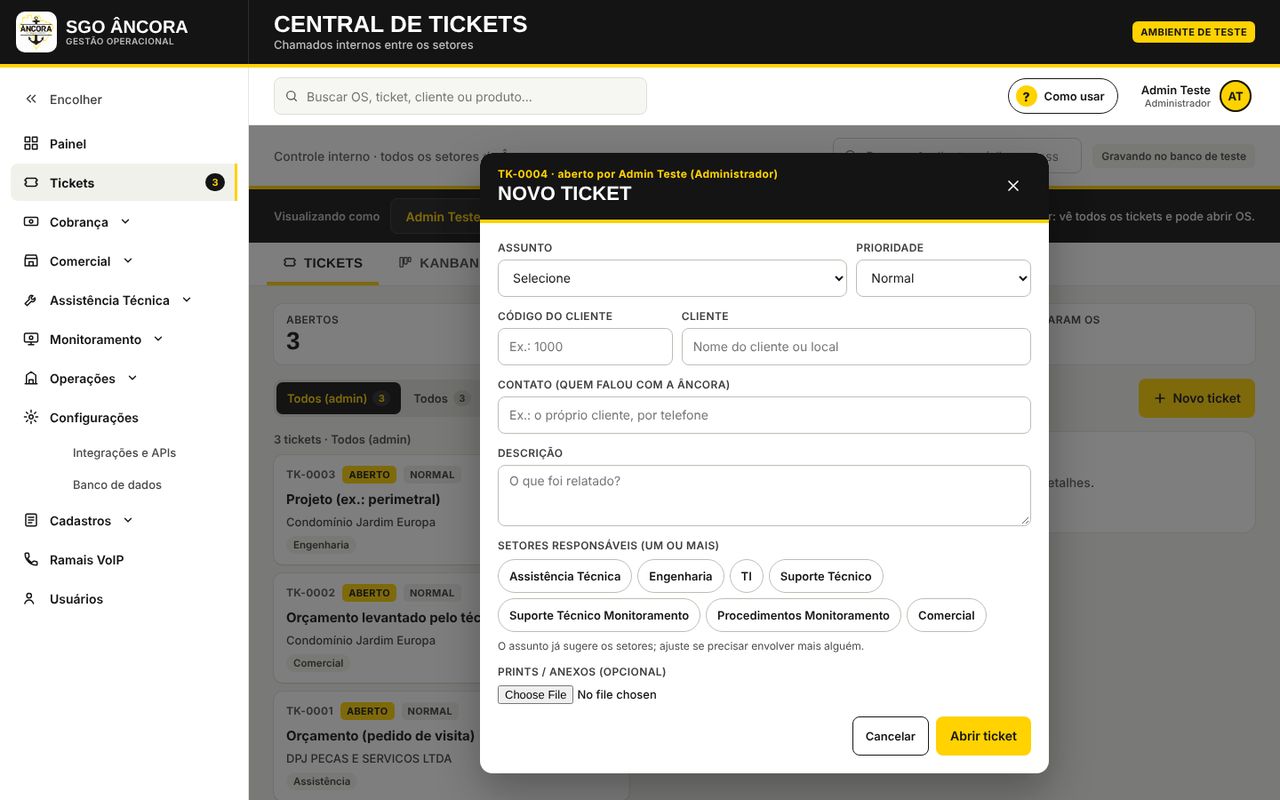 ÂNCORA
SGO ÂNCORA
GESTÃO OPERACIONAL
CENTRAL DE TICKETS
Chamados internos entre os setores
AMBIENTE DE TESTE
Encolher
Buscar OS, ticket, cliente ou produto...
? Como usar
Admin Teste
Administrador
AT
Painel
Tickets 3
Cobrança
Comercial
Assistência Técnica
Monitoramento
Operações
Configurações
Integrações e APIs
Banco de dados
Cadastros
Ramais VoIP
Usuários
Controle interno · todos os setores
Gravando no banco de teste
Visualizando como
Admin Teste
vê todos os tickets e pode abrir OS.
TICKETS
KANBAN
ABERTOS
3
ARAM OS
Todos (admin) 3
Todos 3
+ Novo ticket
3 tickets · Todos (admin)
etalhes.
TK-0003 ABERTO NORMAL
Projeto (ex.: perimetral)
Condomínio Jardim Europa
Engenharia
TK-0002 ABERTO NORMAL
Orçamento levantado pelo téc
Condomínio Jardim Europa
Comercial
TK-0001 ABERTO NORMAL
Orçamento (pedido de visita)
DPJ PECAS E SERVICOS LTDA
Assistência
TK-0004 · aberto por Admin Teste (Administrador)
NOVO TICKET
ASSUNTO
PRIORIDADE
Selecione
Normal
CÓDIGO DO CLIENTE
CLIENTE
Ex.: 1000
Nome do cliente ou local
CONTATO (QUEM FALOU COM A ÂNCORA)
Ex.: o próprio cliente, por telefone
DESCRIÇÃO
O que foi relatado?
SETORES RESPONSÁVEIS (UM OU MAIS)
Assistência Técnica
Engenharia
TI
Suporte Técnico
Suporte Técnico Monitoramento
Procedimentos Monitoramento
Comercial
O assunto já sugere os setores; ajuste se precisar envolver mais alguém.
PRINTS / ANEXOS (OPCIONAL)
Choose File No file chosen
Cancelar
Abrir ticket